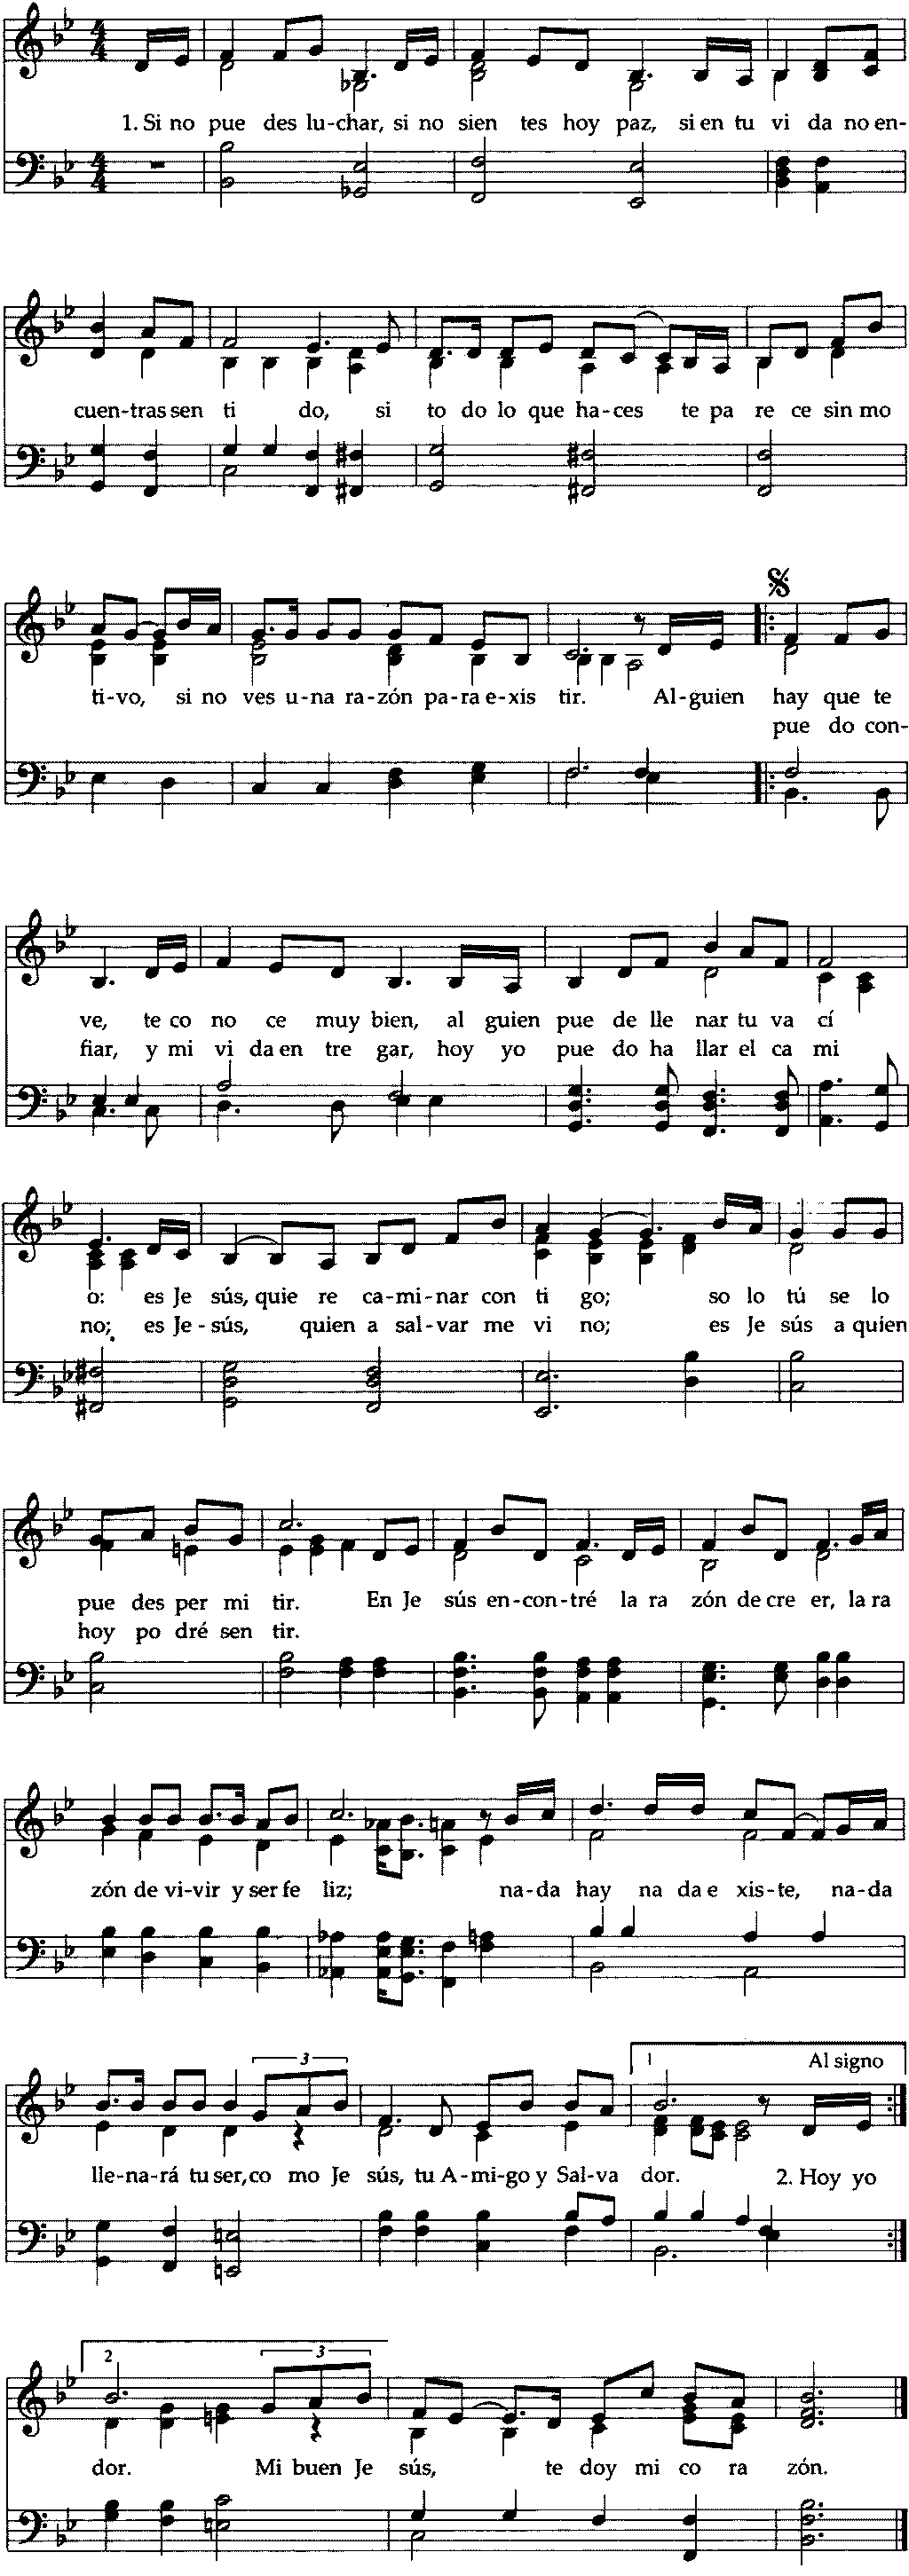 1. Si no pue des lu-char, si no sien tes hoy paz, si en tu vi da no en-
cuen-tras sen ti do, si to do lo que ha-ces te pa re ce sin mo
ti-vo, si no ves u-na ra-zón pa-ra e-xis tir. Al-guien hay que te
pue do con-
ve, te co no ce muy bien, al guien pue de lle nar tu va cí
fiar, y mi vi da en tre gar, hoy yo pue do ha llar el ca mi
o: es Je sús, quie re ca-mi-nar con ti go; so lo tú se lo
no; es Je-sús, quien a sal-var me vi no; es Je sús a quien
pue des per mi tir. En Je sús en-con-tré la ra zón de cre er, la ra
hoy po dré sen tir.
zón de vi-vir y ser fe liz; na-da hay na da e xis-te, na-da
3
1 Al signo
lle-na-rá tu ser, co mo Je sús, tu A-mi-go y Sal-va dor. 2. Hoy yo
2 3
dor. Mi buen Je sús, te doy mi co ra zón.